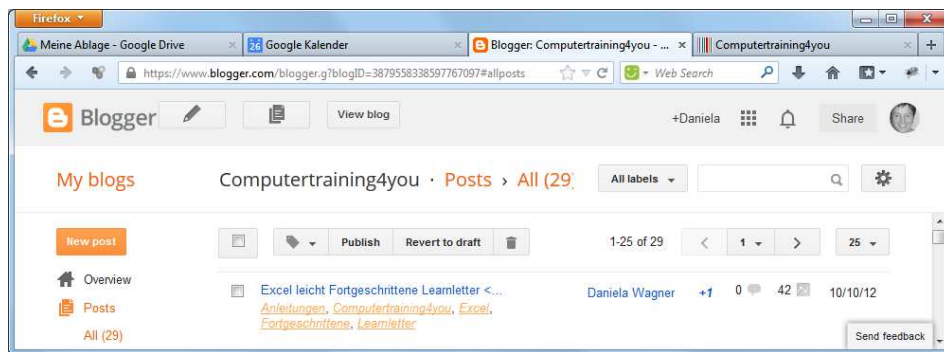 Firefox
Meine Ablage - Google Drive
26 Google Kalender
Blogger: Computertraining4you - ...
Computertraining4you
https://www.blogger.com/blogger.g?blogID=3879558338597767097#allposts
Web Search
Blogger
View blog
+Daniela
Share
My blogs
Computertraining4you · Posts › All (29)
All labels
New post
Publish
Revert to draft
1-25 of 29
1
25
Overview
Excel leicht Fortgeschrittene Learnletter <...
Daniela Wagner
+1
0
42
10/10/12
Posts
Anleitungen, Computertraining4you, Excel,
Fortgeschrittene, Learnletter
All (29)
Send feedback